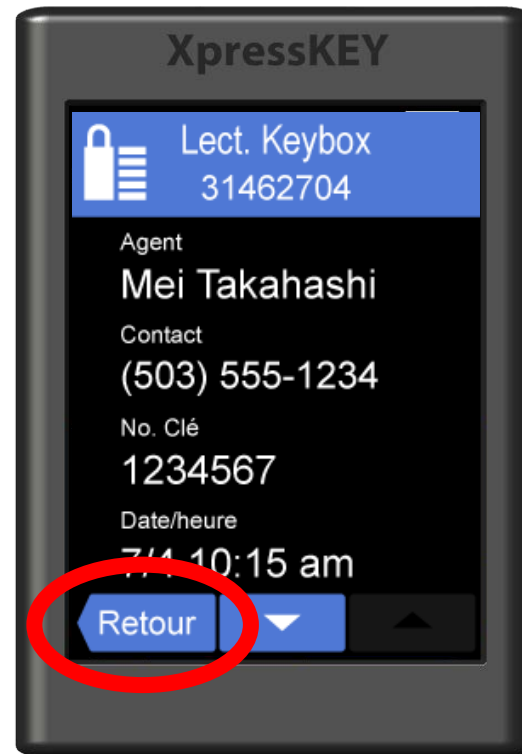 XpressKEY
Lect. Keybox
31462704
Agent
Mei Takahashi
Contact
(503) 555-1234
No. Clé
1234567
Date/heure
7/4 10:15 am
Retour